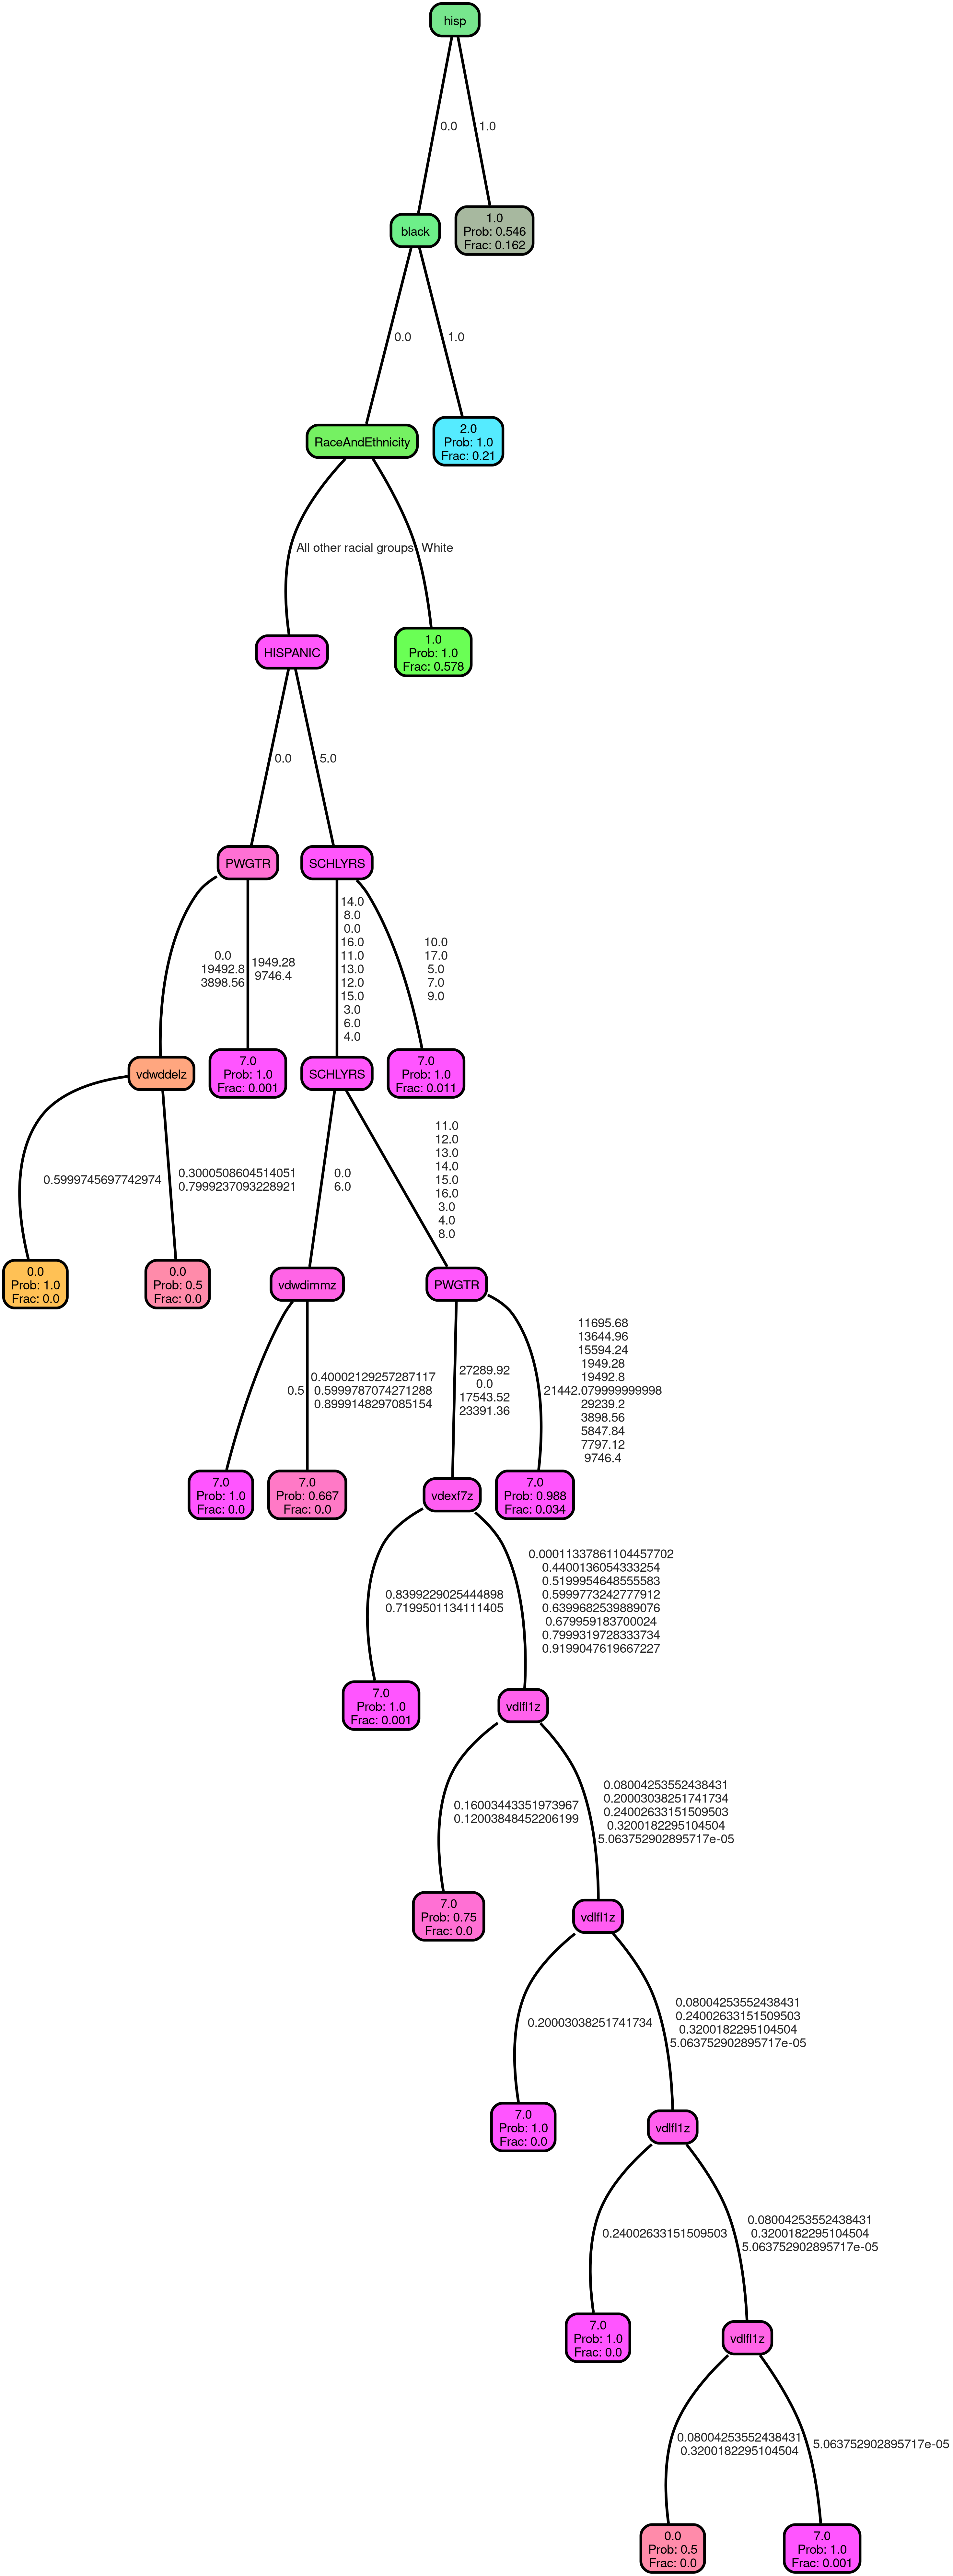 hisp
0.0
1.0
black
1.0
Prob: 0.546
Frac: 0.162
0.0
1.0
RaceAndEthnicity
2.0
Prob: 1.0
Frac: 0.21
All other racial groups
White
HISPANIC
1.0
Prob: 1.0
Frac: 0.578
0.0
5.0
PWGTR
SCHLYRS
0.0
19492.8
3898.56
1949.28
9746.4
14.0
8.0
0.0
16.0
11.0
13.0
12.0
15.0
3.0
6.0
4.0
10.0
17.0
5.0
7.0
9.0
vdwddelz
7.0
Prob: 1.0
Frac: 0.001
SCHLYRS
7.0
Prob: 1.0
Frac: 0.011
0.5999745697742974
0.3000508604514051
0.7999237093228921
0.0
6.0
11.0
12.0
13.0
14.0
15.0
16.0
3.0
4.0
8.0
0.0
Prob: 1.0
Frac: 0.0
0.0
Prob: 0.5
Frac: 0.0
vdwdimmz
PWGTR
0.5
0.40002129257287117
0.5999787074271288
0.8999148297085154
27289.92
0.0
17543.52
23391.36
11695.68
13644.96
15594.24
1949.28
19492.8
21442.079999999998
29239.2
3898.56
5847.84
7797.12
9746.4
7.0
Prob: 1.0
Frac: 0.0
7.0
Prob: 0.667
Frac: 0.0
vdexf7z
7.0
Prob: 0.988
Frac: 0.034
0.8399229025444898
0.7199501134111405
0.00011337861104457702
0.4400136054333254
0.5199954648555583
0.5999773242777912
0.6399682539889076
0.679959183700024
0.7999319728333734
0.9199047619667227
7.0
Prob: 1.0
Frac: 0.001
vdlfl1z
0.16003443351973967
0.12003848452206199
0.08004253552438431
0.20003038251741734
0.24002633151509503
0.3200182295104504
5.063752902895717e-05
7.0
Prob: 0.75
Frac: 0.0
vdlfl1z
0.20003038251741734
0.08004253552438431
0.24002633151509503
0.3200182295104504
5.063752902895717e-05
7.0
Prob: 1.0
Frac: 0.0
vdlfl1z
0.24002633151509503
0.08004253552438431
0.3200182295104504
5.063752902895717e-05
7.0
Prob: 1.0
Frac: 0.0
vdlfl1z
0.08004253552438431
0.3200182295104504
5.063752902895717e-05
0.0
Prob: 0.5
Frac: 0.0
7.0
Prob: 1.0
Frac: 0.001